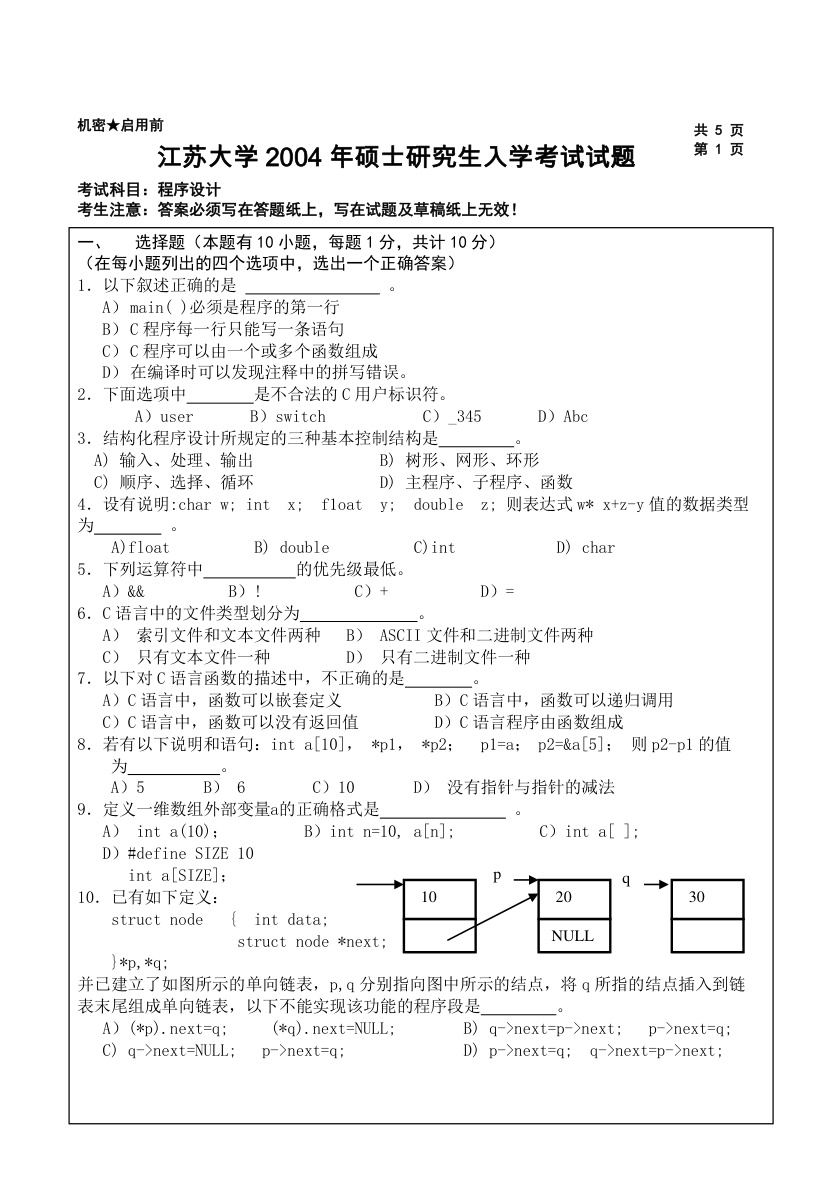 机密★启用前
共 5 页
第 1 页
江苏大学 2004 年硕士研究生入学考试试题
考试科目：程序设计
考生注意：答案必须写在答题纸上，写在试题及草稿纸上无效！
一、 选择题（本题有 10 小题，每题 1 分，共计 10 分）
（在每小题列出的四个选项中，选出一个正确答案）
1．以下叙述正确的是 ________________ 。
A） main( )必须是程序的第一行
B） C 程序每一行只能写一条语句
C） C 程序可以由一个或多个函数组成
D） 在编译时可以发现注释中的拼写错误。
2．下面选项中________是不合法的 C 用户标识符。
A）user B）switch C）_345 D）Abc
3．结构化程序设计所规定的三种基本控制结构是_________。
A) 输入、处理、输出 B) 树形、网形、环形
C) 顺序、选择、循环 D) 主程序、子程序、函数
4．设有说明:char w; int x; float y; double z; 则表达式 w* x+z-y 值的数据类型
为________ 。
A)float B) double C)int D) char
5．下列运算符中___________的优先级最低。
A）&& B）! C）+ D）=
6．C 语言中的文件类型划分为______________。
A） 索引文件和文本文件两种 B） ASCII 文件和二进制文件两种
C） 只有文本文件一种 D） 只有二进制文件一种
7．以下对 C 语言函数的描述中，不正确的是________。
A）C 语言中，函数可以嵌套定义 B）C 语言中，函数可以递归调用
C）C 语言中，函数可以没有返回值 D）C 语言程序由函数组成
8．若有以下说明和语句：int a[10], *p1, *p2; p1=a; p2=&a[5]; 则 p2-p1 的值
为___________。
A）5 B） 6 C）10 D） 没有指针与指针的减法
9．定义一维数组外部变量a的正确格式是_______________ 。
A） int a(10); B）int n=10, a[n]; C）int a[ ];
D）#define SIZE 10
int a[SIZE];
p
q
10
20
30
NULL
10．已有如下定义：
struct node { int data;
struct node *next;
}*p,*q;
并已建立了如图所示的单向链表，p,q 分别指向图中所示的结点，将 q 所指的结点插入到链
表末尾组成单向链表，以下不能实现该功能的程序段是_________。
A）(*p).next=q; (*q).next=NULL; B) q->next=p->next; p->next=q;
C) q->next=NULL; p->next=q; D) p->next=q; q->next=p->next;